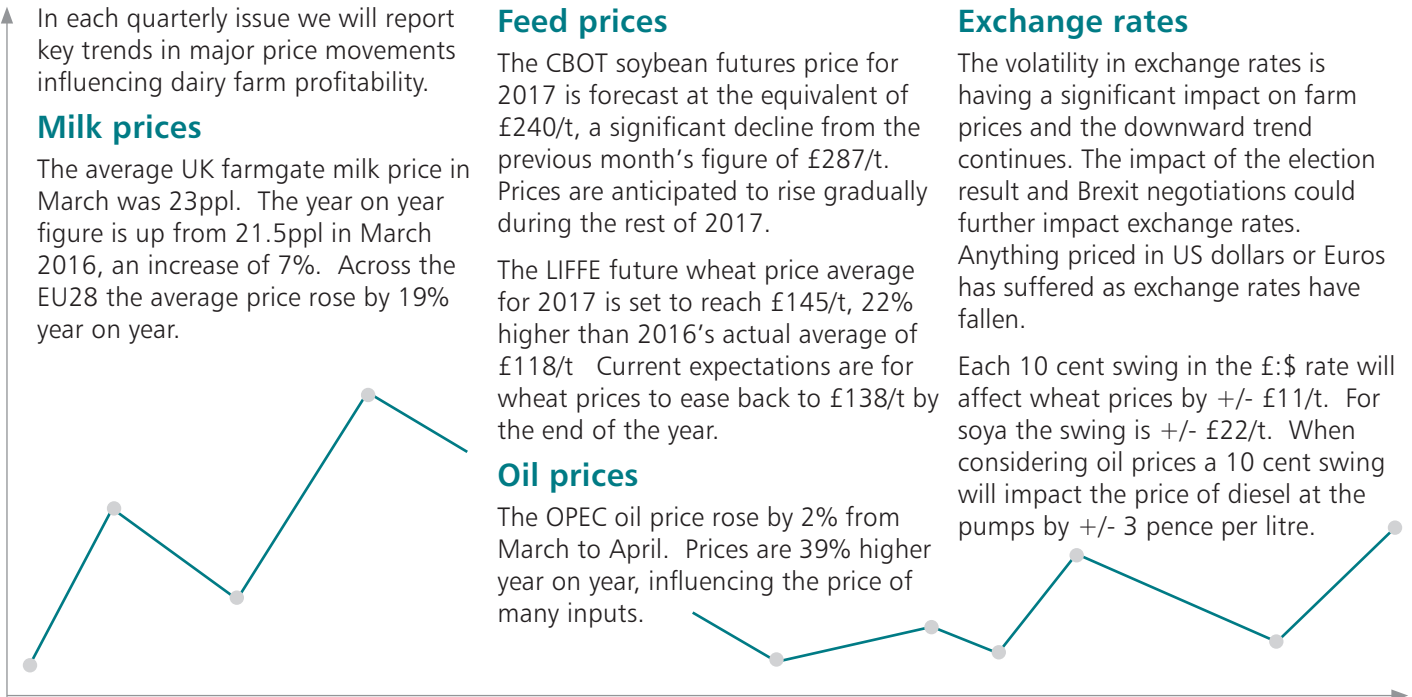 In each quarterly issue we will report
key trends in major price movements
influencing dairy farm profitability.
Milk prices
The average UK farmgate milk price in
March was 23ppl.  The year on year
figure is up from 21.5ppl in March
2016, an increase of 7%.  Across the
EU28 the average price rose by 19%
year on year.
Feed prices
The CBOT soybean futures price for
2017 is forecast at the equivalent of
£240/t, a significant decline from the
previous month's figure of £287/t.
Prices are anticipated to rise gradually
during the rest of 2017.
The LIFFE future wheat price average
for 2017 is set to reach £145/t, 22%
higher than 2016's actual average of
£118/t   Current expectations are for
wheat prices to ease back to £138/t by
the end of the year.
Oil prices
The OPEC oil price rose by 2% from
March to April.  Prices are 39% higher
year on year, influencing the price of
many inputs.
Exchange rates
The volatility in exchange rates is
having a significant impact on farm
prices and the downward trend
continues. The impact of the election
result and Brexit negotiations could
further impact exchange rates.
Anything priced in US dollars or Euros
has suffered as exchange rates have
fallen.
Each 10 cent swing in the £:$ rate will
affect wheat prices by +/- £11/t.  For
soya the swing is +/- £22/t.  When
considering oil prices a 10 cent swing
will impact the price of diesel at the
pumps by +/- 3 pence per litre.